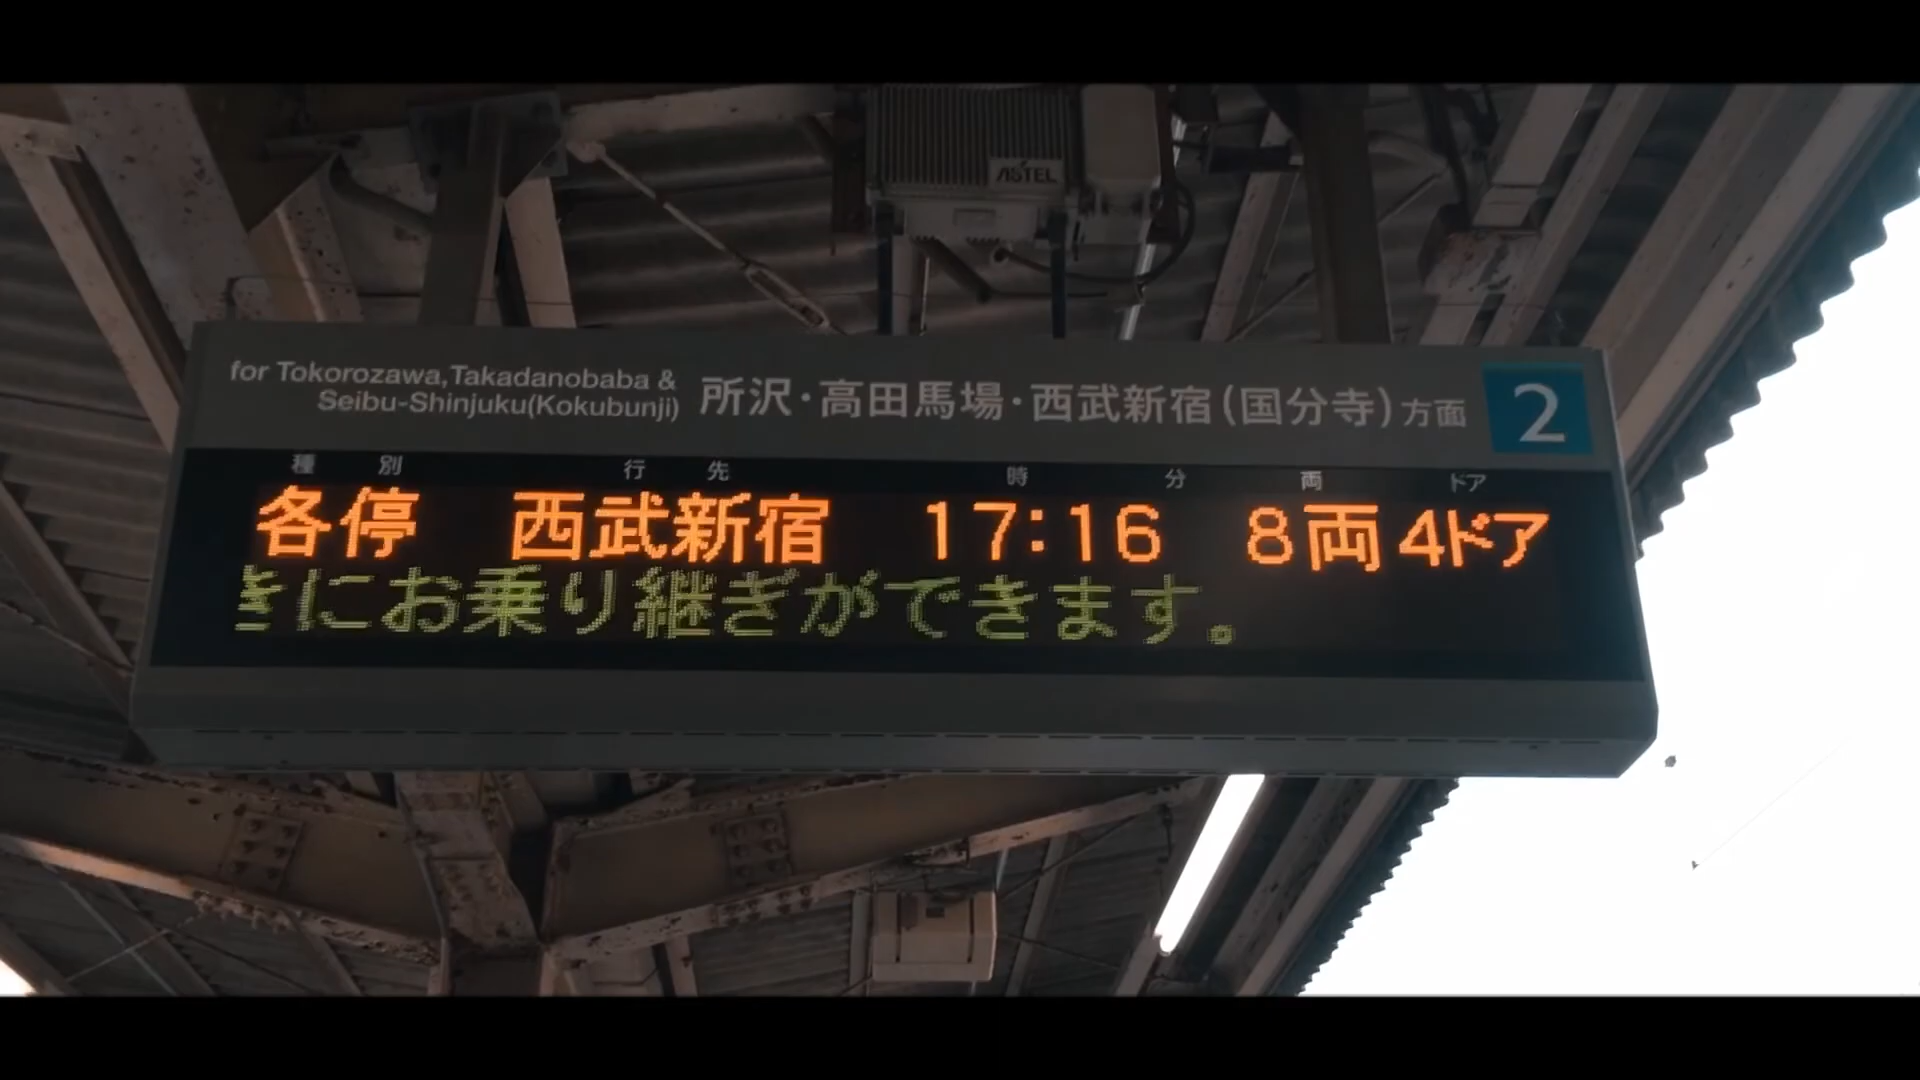 ASTEL
for Tokorozawa,Takadanobaba &
Seibu-Shinjuku(Kokubunji)
所沢・高田馬場・西武新宿(国分寺)方面
2
種別 行先 時 分 両 ドア
各停 西武新宿 17:16 8両 4ドア
きにお乗り継ぎができます。